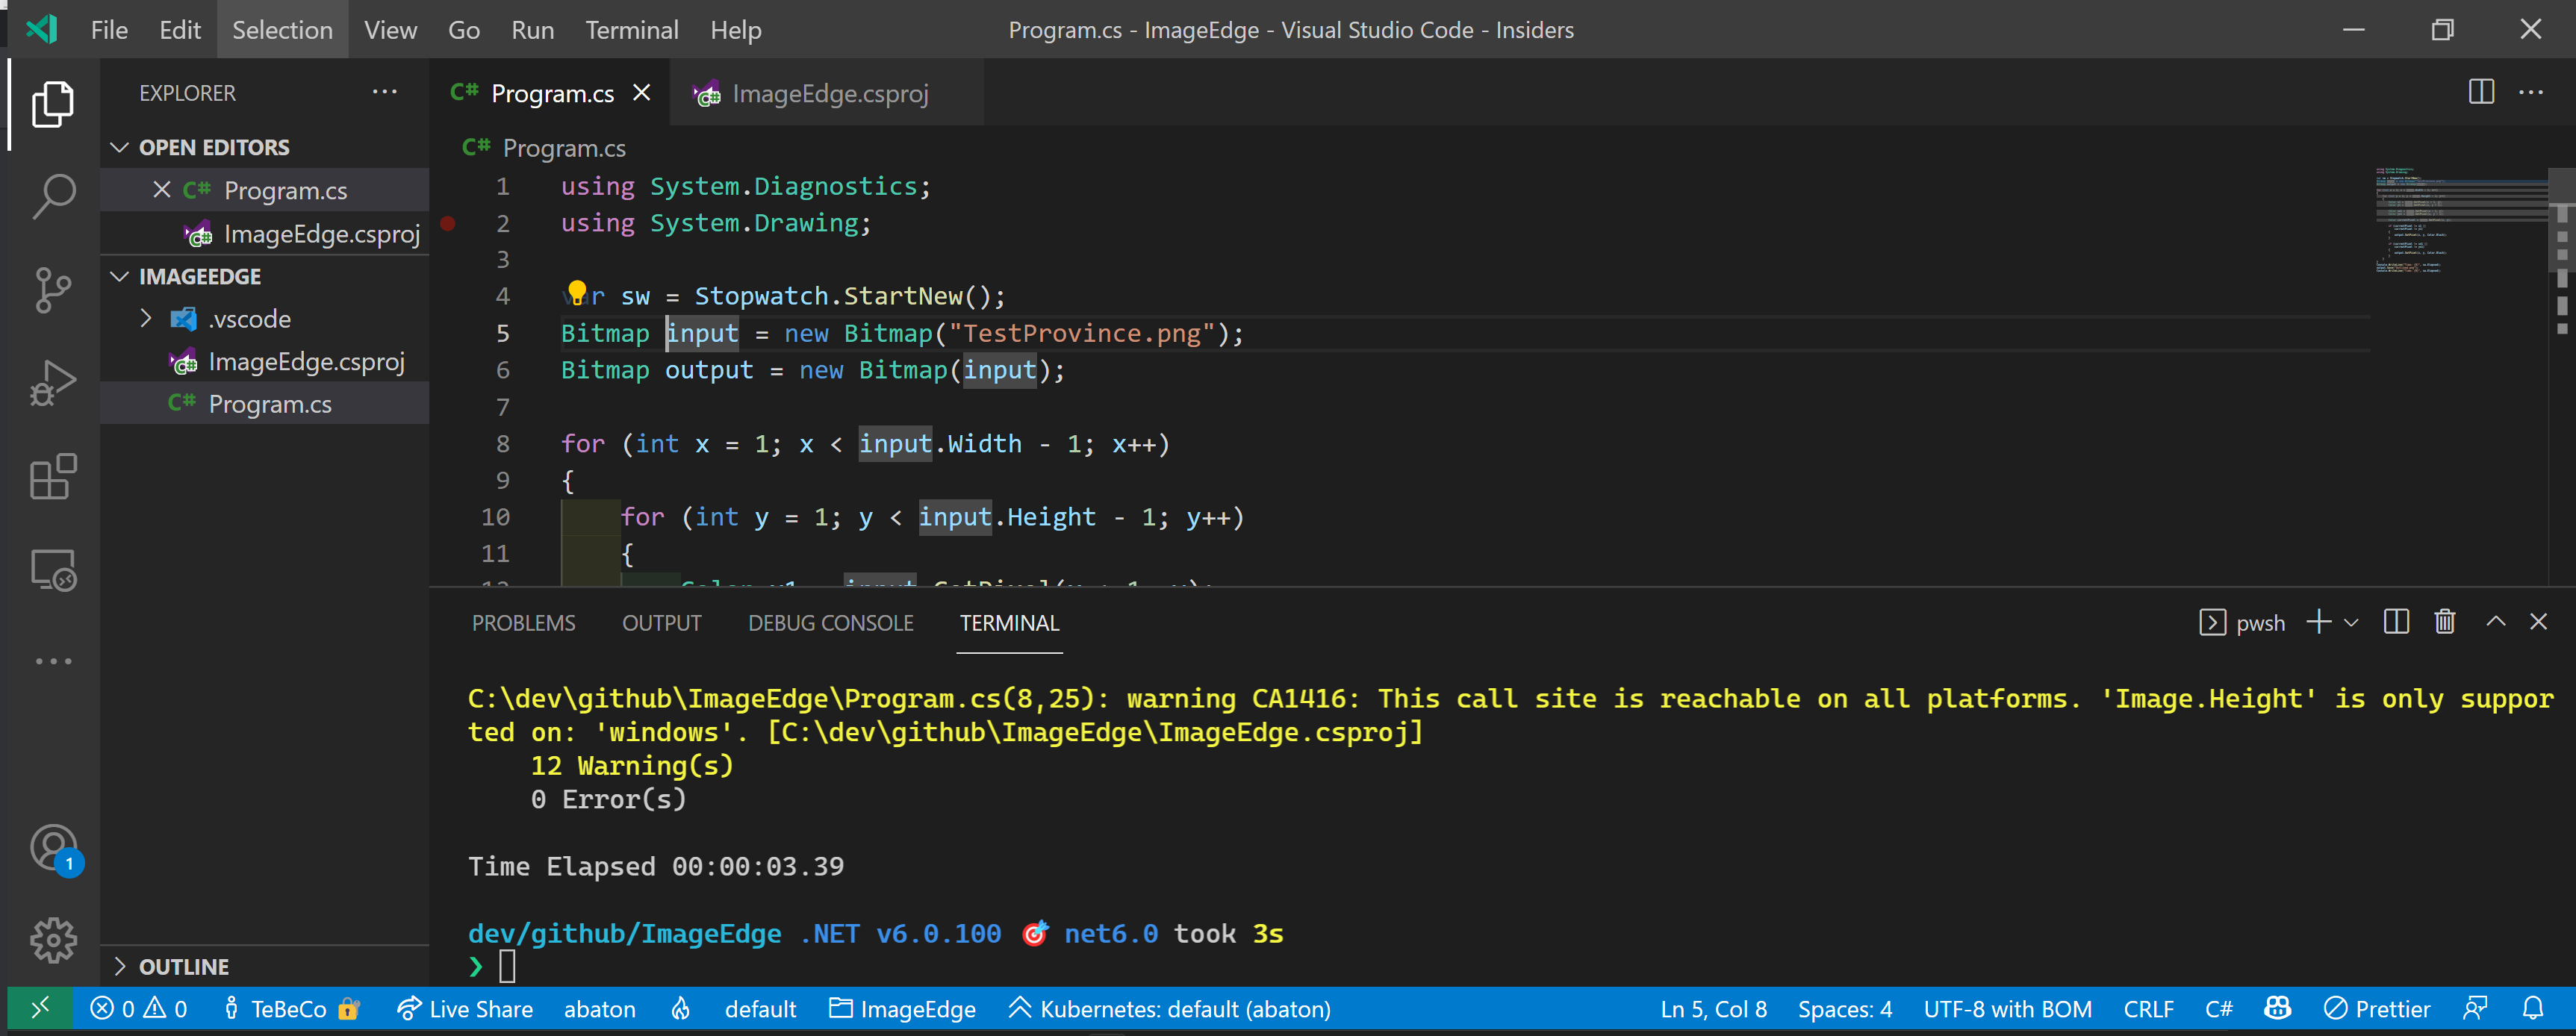 File Edit Selection View Go Run Terminal Help Program.cs - ImageEdge - Visual Studio Code - Insiders
EXPLORER
OPEN EDITORS
C# Program.cs
ImageEdge.csproj
IMAGEEDGE
.vscode
ImageEdge.csproj
C# Program.cs
OUTLINE
C# Program.cs ImageEdge.csproj
C# Program.cs
1 using System.Diagnostics;
2 using System.Drawing;
3
4 var sw = Stopwatch.StartNew();
5 Bitmap input = new Bitmap("TestProvince.png");
6 Bitmap output = new Bitmap(input);
7
8 for (int x = 1; x < input.Width - 1; x++)
9 {
10 for (int y = 1; y < input.Height - 1; y++)
11 {
PROBLEMS OUTPUT DEBUG CONSOLE TERMINAL pwsh
C:\dev\github\ImageEdge\Program.cs(8,25): warning CA1416: This call site is reachable on all platforms. 'Image.Height' is only suppor
ted on: 'windows'. [C:\dev\github\ImageEdge\ImageEdge.csproj]
12 Warning(s)
0 Error(s)
Time Elapsed 00:00:03.39
dev/github/ImageEdge .NET v6.0.100 🎯 net6.0 took 3s
❯
1
0 0 TeBeCo 🔐 Live Share abaton default ImageEdge Kubernetes: default (abaton) Ln 5, Col 8 Spaces: 4 UTF-8 with BOM CRLF C# Prettier